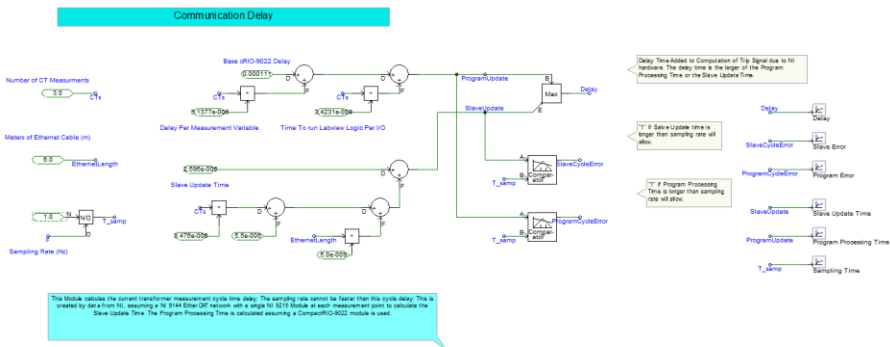 Communication Delay
Base cRIO-9022 Delay
0.000111
Number of CT Measurments
3.0
CTs
CTs
CTs
Delay Per Measurement Variable
Time To run Labview Logic Per I/O
ProgramUpdate
SlaveUpdate
Max
Delay
Delay Time Added to Computation of Trip Signal due to NI
hardware. The delay time is the larger of the Program
Processing Time or the Slave Update Time.
"1" if Salve Update time is
longer than sampling rate will
allow.
"1" if Program Processing
Time is longer than sampling
rate will allow.
Meters of Ethernet Cable (m)
6.0
EthernetLength
Slave Update Time
CTs
EthernetLength
1.0
N
N/D
D
T_samp
F
Sampling Rate (Hz)
A
B
Compar-
ator
T_samp
SlaveCycleError
A
B
Compar-
ator
T_samp
ProgramCycleError
Delay
Delay
SlaveCycleError
Slave Error
ProgramCycleError
Program Error
SlaveUpdate
Slave Update Time
ProgramUpdate
Program Processing Time
T_samp
Sampling Time
This Module calcules the current transformer measurement cycle time delay. The sampling rate cannot be faster than this cycle delay. This is
created by data from NI, assuming a NI 9144 EtherCAT network with a single NI 9215 Module at each measurement point to calculate the
Slave Update Time. The Program Processing Time is calculated assuming a CompactRIO-9022 module is used.